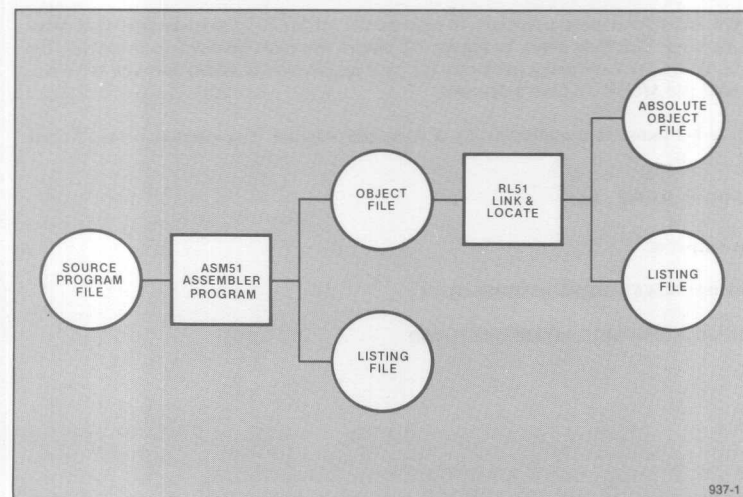 SOURCE
PROGRAM
FILE
ASM51
ASSEMBLER
PROGRAM
OBJECT
FILE
LISTING
FILE
RL51
LINK &
LOCATE
ABSOLUTE
OBJECT
FILE
LISTING
FILE
937-1